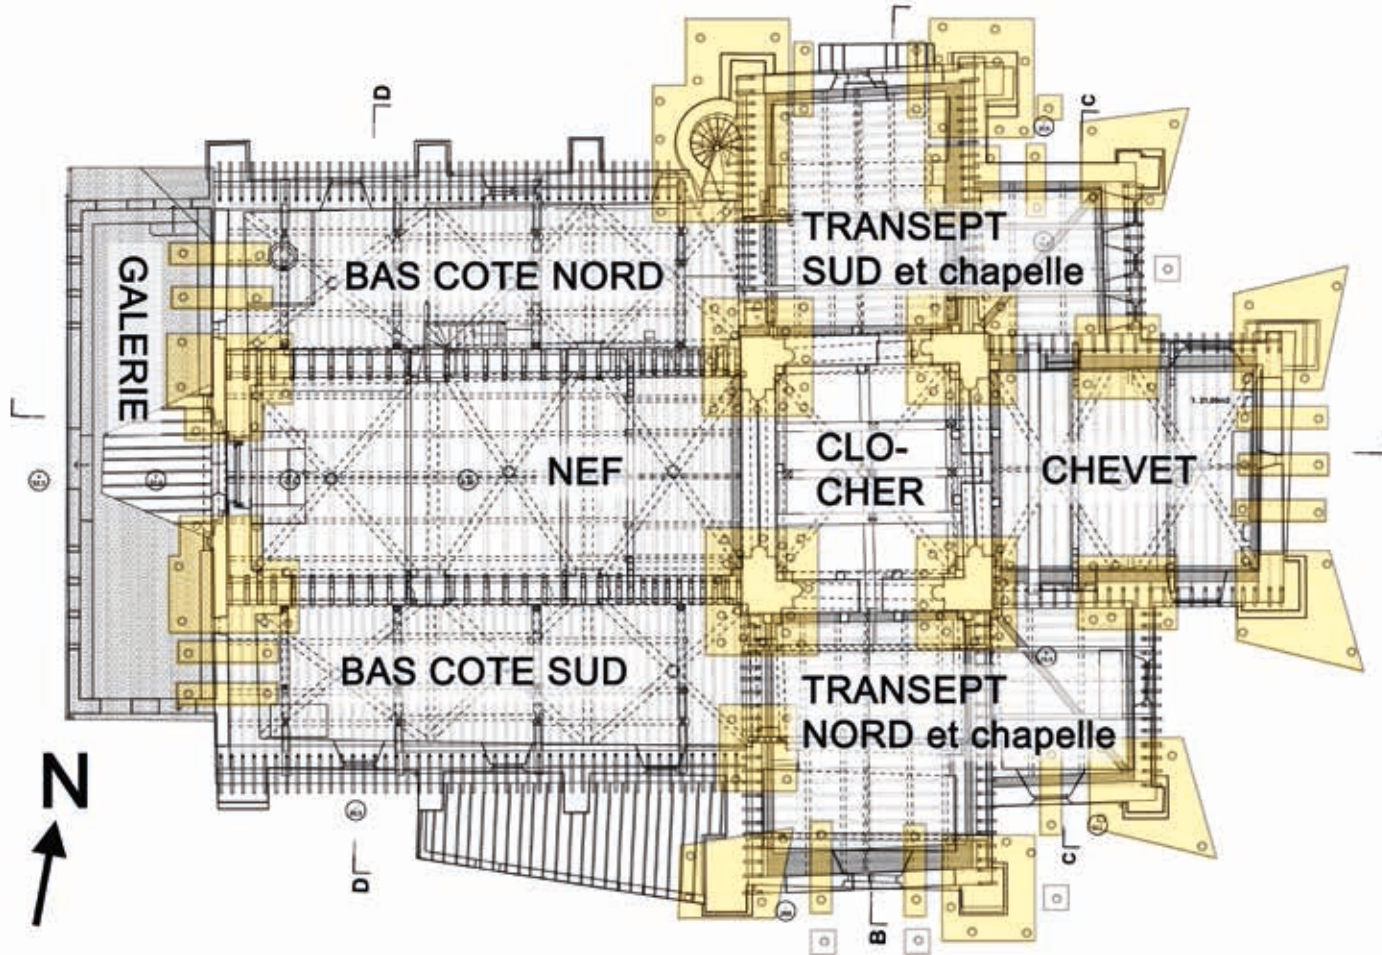 D
C
TRANSEPT
SUD et chapelle
BAS COTE NORD
GALERIE
NEF
CLO-
CHER
CHEVET
BAS COTE SUD
TRANSEPT
NORD et chapelle
N
D
C
B